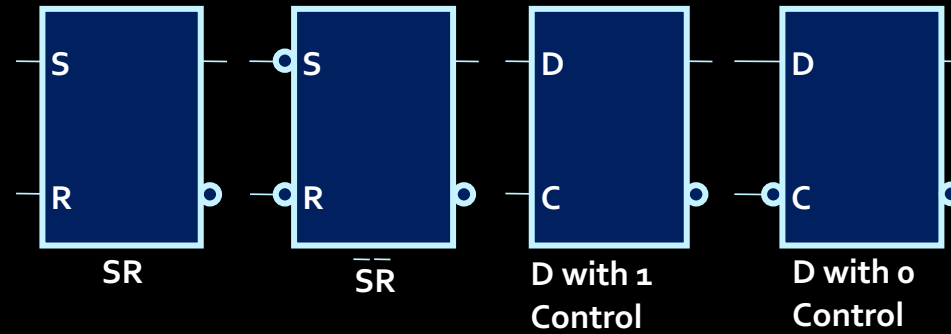 S
R
SR
S
R
S̅R̅
D
C
D with 1
Control
D
C
D with 0
Control